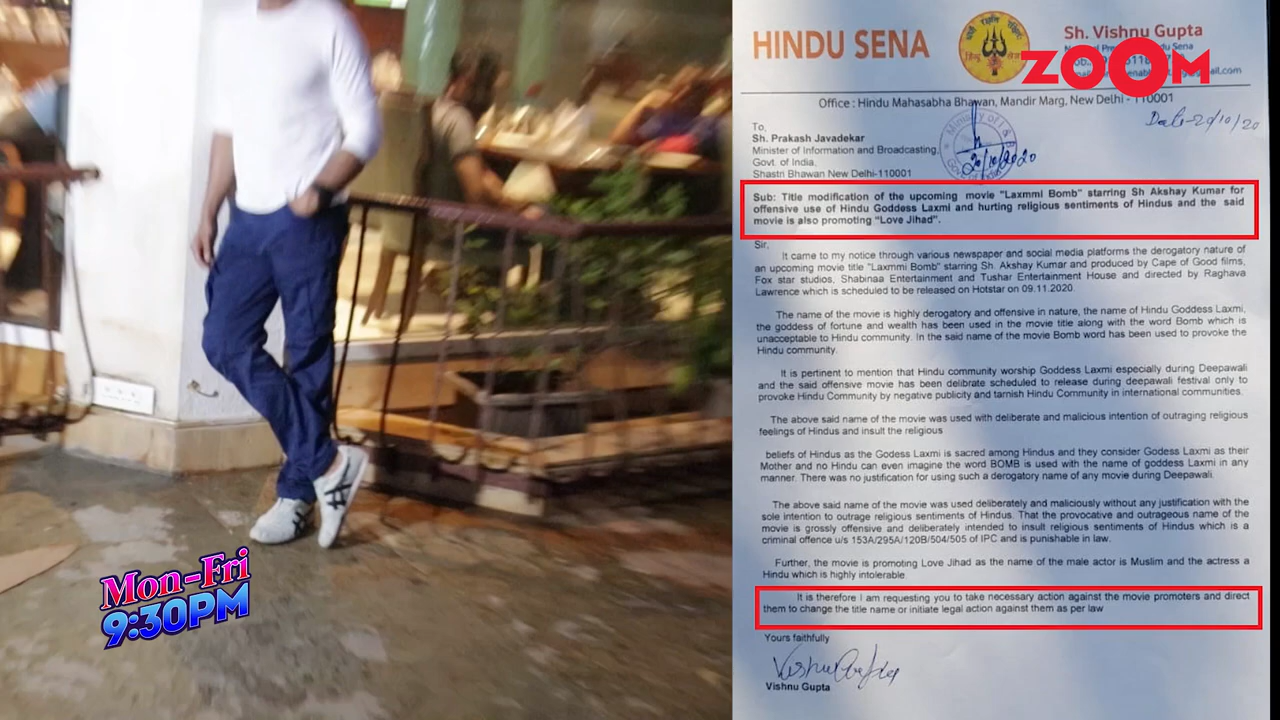 Mon-Fri
9:30PM
ZOOM
HINDU SENA
Sh. Vishnu Gupta
Office : Hindu Mahasabha Bhawan, Mandir Marg, New Delhi - 110001
Date-20/10/20
To,
Sh. Prakash Javadekar
Minister of Information and Broadcasting,
Govt. of India.
Shastri Bhawan New Delhi-110001
Ministry of I & B
20/10/2020
Sub: Title modification of the upcoming movie "Laxmmi Bomb" starring Sh Akshay Kumar for
offensive use of Hindu Goddess Laxmi and hurting religious sentiments of Hindus and the said
movie is also promoting "Love Jihad".
Sir,
It came to my notice through various newspaper and social media platforms the derogatory nature of
an upcoming movie title "Laxmmi Bomb" starring Sh. Akshay Kumar and produced by Cape of Good films,
Fox star studios, Shabinaa Entertainment and Tushar Entertainment House and directed by Raghava
Lawrence which is scheduled to be released on Hotstar on 09.11.2020.
The name of the movie is highly derogatory and offensive in nature, the name of Hindu Goddess Laxmi,
the goddess of fortune and wealth has been used in the movie title along with the word Bomb which is
unacceptable to Hindu community. In the said name of the movie Bomb word has been used to provoke the
Hindu community.
It is pertinent to mention that Hindu community worship Goddess Laxmi especially during Deepawali
and the said offensive movie has been delibrate scheduled to release during deepawali festival only to
provoke Hindu Community by negative publicity and tarnish Hindu Community in international communities.
The above said name of the movie was used with deliberate and malicious intention of outraging religious
feelings of Hindus and insult the religious
beliefs of Hindus as the Godess Laxmi is sacred among Hindus and they consider Godess Laxmi as their
Mother and no Hindu can even imagine the word BOMB is used with the name of goddess Laxmi in any
manner. There was no justification for using such a derogatory name of any movie during Deepawali.
The above said name of the movie was used deliberately and maliciously without any justification with the
sole intention to outrage religious sentiments of Hindus. That the provocative and outrageous name of the
movie is grossly offensive and deliberately intended to insult religious sentiments of Hindus which is a
criminal offence u/s 153A/295A/120B/504/505 of IPC and is punishable in law.
Further, the movie is promoting Love Jihad as the name of the male actor is Muslim and the actress a
Hindu which is highly intolerable.
It is therefore I am requesting you to take necessary action against the movie promoters and direct
them to change the title name or initiate legal action against them as per law
Yours faithfully
Vishnu Gupta
Vishnu Gupta